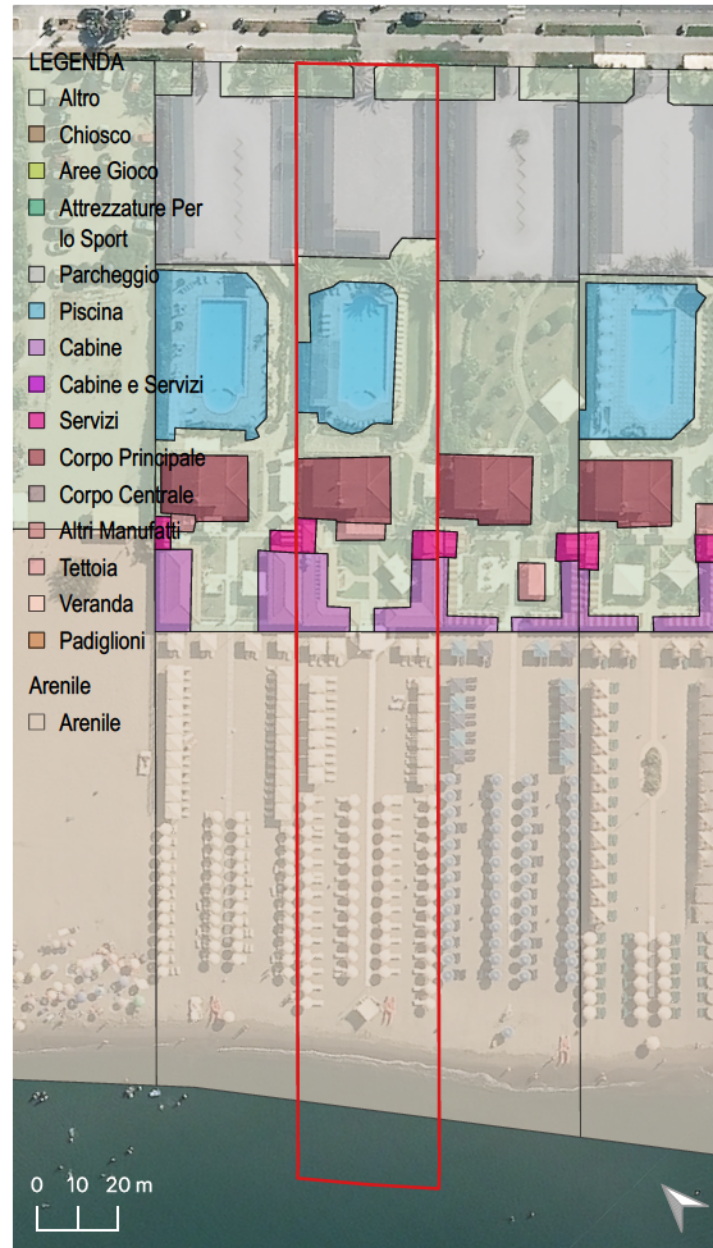 LEGENDA
Altro
Chiosco
Aree Gioco
Attrezzature Per
lo Sport
Parcheggio
Piscina
Cabine
Cabine e Servizi
Servizi
Corpo Principale
Corpo Centrale
Altri Manufatti
Tettoia
Veranda
Padiglioni
Arenile
Arenile
0 10 20 m